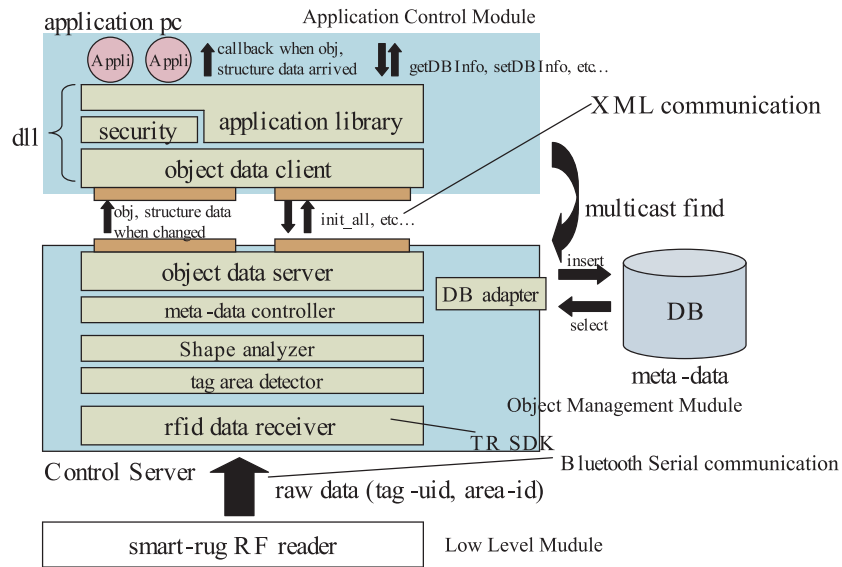 application pc
Application Control Module
Appli
Appli
callback when obj,
structure data arrived
getDBInfo, setDBInfo, etc…
XML communication
dll
application library
security
object data client
obj, structure data
when changed
init_all, etc…
multicast find
object data server
insert
DB adapter
meta -data controller
DB
select
Shape analyzer
tag area detector
meta -data
rfid data receiver
Object Management Mudule
TR SDK
Control Server
Bluetooth Serial communication
raw data (tag -uid, area-id)
smart-rug RF reader
Low Level Mudule